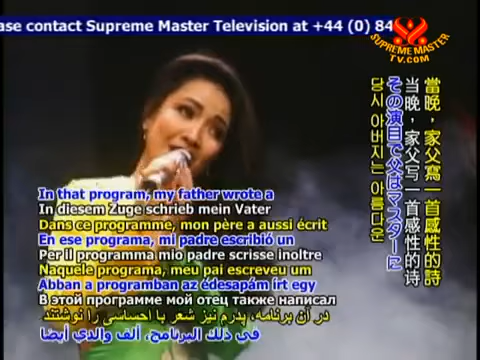 ase contact Supreme Master Television at +44 (0) 84
SUPREME MASTER
TV.COM
當晚，家父寫一首感性的詩
当晚，家父写一首感性的诗
その演目で父はマスターに
당시 아버지는 아름다운
In that program, my father wrote a
In diesem Zuge schrieb mein Vater
Dans ce programme, mon père a aussi écrit
En ese programa, mi padre escribió un
Per il programma mio padre scrisse inoltre
Naquele programa, meu pai escreveu um
Abban a programban az édesapám írt egy
В этой программе мой отец также написал
در آن برنامه، پدرم نیز شعر با احساسی را نوشتند
في ذلك البرنامج، ألف والدي أيضا